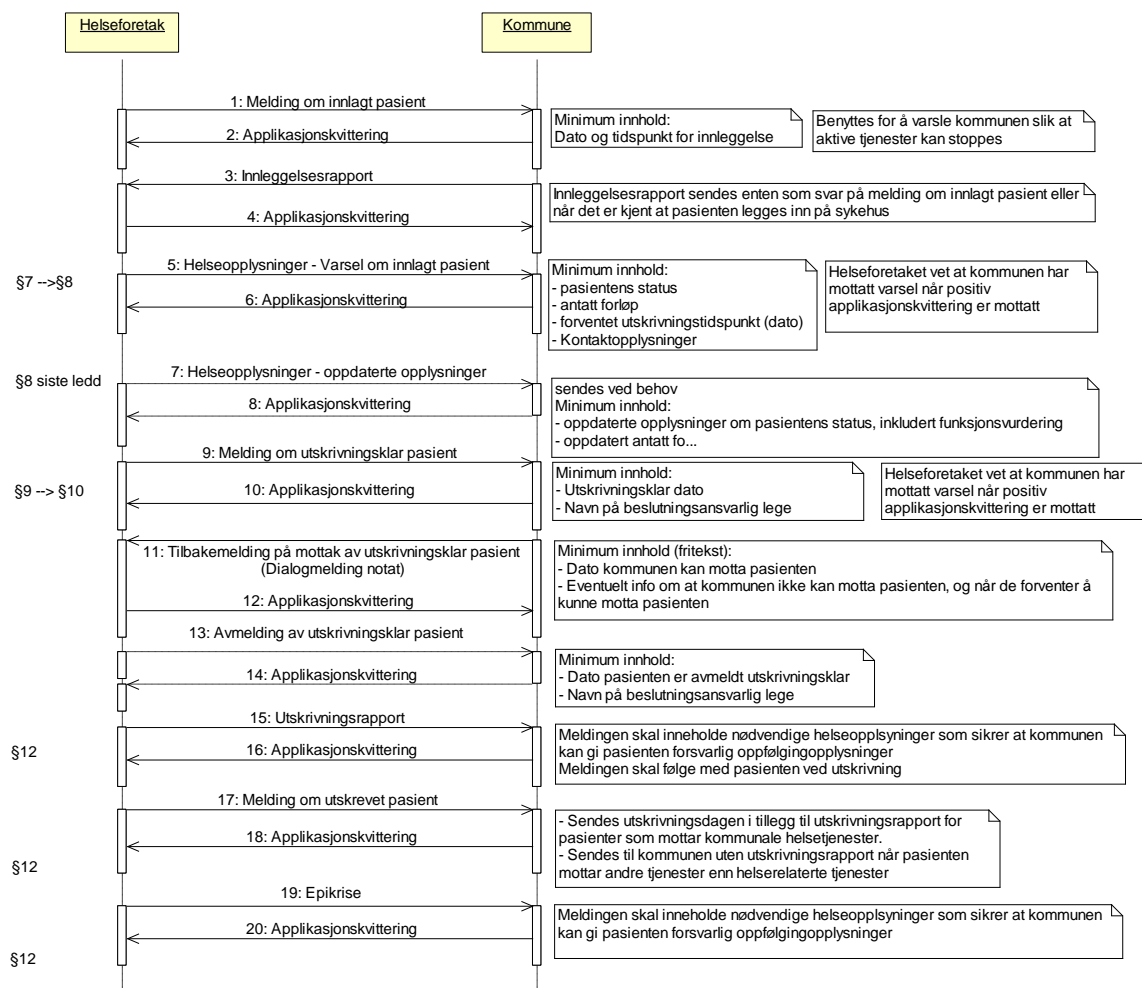 Helseforetak
Kommune
1: Melding om innlagt pasient
2: Applikasjonskvittering
Minimum innhold:
Dato og tidspunkt for innleggelse
Benyttes for å varsle kommunen slik at
aktive tjenester kan stoppes
3: Innleggelsesrapport
4: Applikasjonskvittering
Innleggelsesrapport sendes enten som svar på melding om innlagt pasient eller
når det er kjent at pasienten legges inn på sykehus
§7 -->§8
5: Helseopplysninger - Varsel om innlagt pasient
6: Applikasjonskvittering
Minimum innhold:
- pasientens status
- antatt forløp
- forventet utskrivningstidspunkt (dato)
- Kontaktopplysninger
Helseforetaket vet at kommunen har
mottatt varsel når positiv
applikasjonskvittering er mottatt
§8 siste ledd
7: Helseopplysninger - oppdaterte opplysninger
8: Applikasjonskvittering
sendes ved behov
Minimum innhold:
- oppdaterte opplysninger om pasientens status, inkludert funksjonsvurdering
- oppdatert antatt fo...
9: Melding om utskrivningsklar pasient
§9 --> §10
10: Applikasjonskvittering
Minimum innhold:
- Utskrivningsklar dato
- Navn på beslutningsansvarlig lege
Helseforetaket vet at kommunen har
mottatt varsel når positiv
applikasjonskvittering er mottatt
11: Tilbakemelding på mottak av utskrivningsklar pasient
(Dialogmelding notat)
12: Applikasjonskvittering
Minimum innhold (fritekst):
- Dato kommunen kan motta pasienten
- Eventuelt info om at kommunen ikke kan motta pasienten, og når de forventer å
kunne motta pasienten
13: Avmelding av utskrivningsklar pasient
14: Applikasjonskvittering
Minimum innhold:
- Dato pasienten er avmeldt utskrivningsklar
- Navn på beslutningsansvarlig lege
15: Utskrivningsrapport
§12
16: Applikasjonskvittering
Meldingen skal inneholde nødvendige helseopplsyninger som sikrer at kommunen
kan gi pasienten forsvarlig oppfølgingopplysninger
Meldingen skal følge med pasienten ved utskrivning
17: Melding om utskrevet pasient
18: Applikasjonskvittering
§12
- Sendes utskrivningsdagen i tillegg til utskrivningsrapport for
pasienter som mottar kommunale helsetjenester.
- Sendes til kommunen uten utskrivningsrapport når pasienten
mottar andre tjenester enn helserelaterte tjenester
19: Epikrise
20: Applikasjonskvittering
§12
Meldingen skal inneholde nødvendige helseopplsyninger som sikrer at kommunen
kan gi pasienten forsvarlig oppfølgingopplysninger